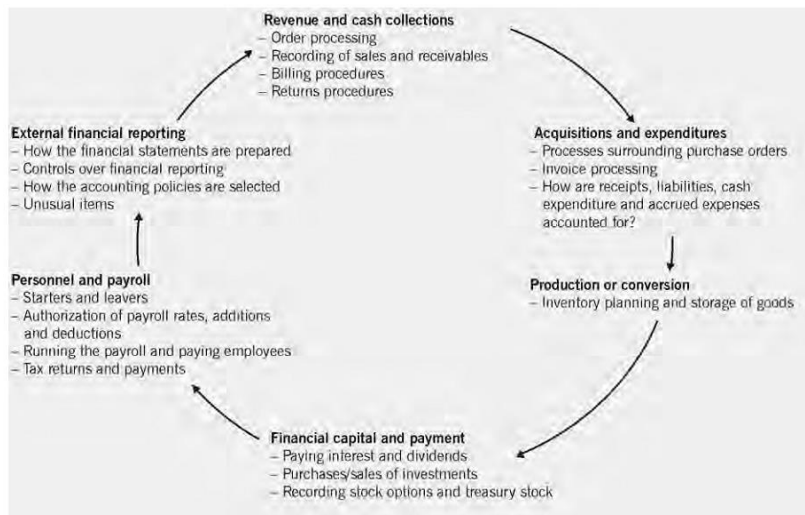 Revenue and cash collections
– Order processing
– Recording of sales and receivables
– Billing procedures
– Returns procedures
Acquisitions and expenditures
– Processes surrounding purchase orders
– Invoice processing
– How are receipts, liabilities, cash
expenditure and accrued expenses
accounted for?
Production or conversion
– Inventory planning and storage of goods
Financial capital and payment
– Paying interest and dividends
– Purchases/sales of investments
– Recording stock options and treasury stock
Personnel and payroll
– Starters and leavers
– Authorization of payroll rates, additions
and deductions
– Running the payroll and paying employees
– Tax returns and payments
External financial reporting
– How the financial statements are prepared
– Controls over financial reporting
– How the accounting policies are selected
– Unusual items